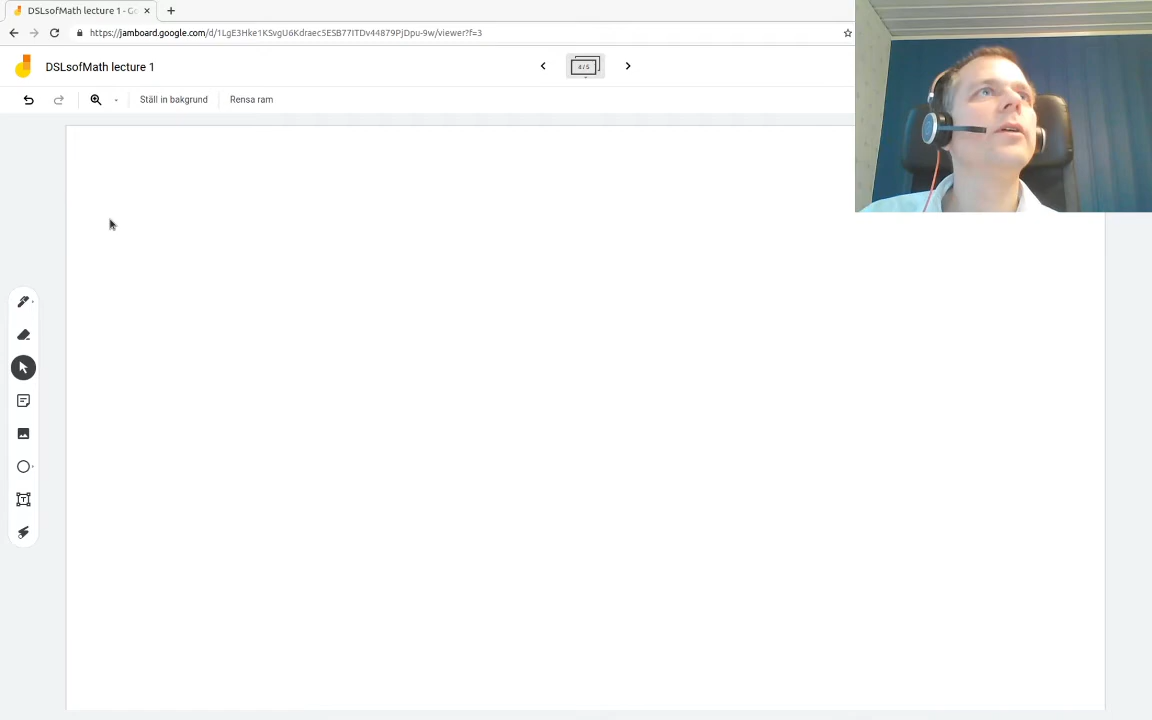 DSLsofMath lecture 1 - Go
https://jamboard.google.com/d/1LgE3Hke1KSvgU6Kdraec5ESB77ITDv44879PjDpu-9w/viewer?f=3
DSLsofMath lecture 1
4/5
Ställ in bakgrund
Rensa ram